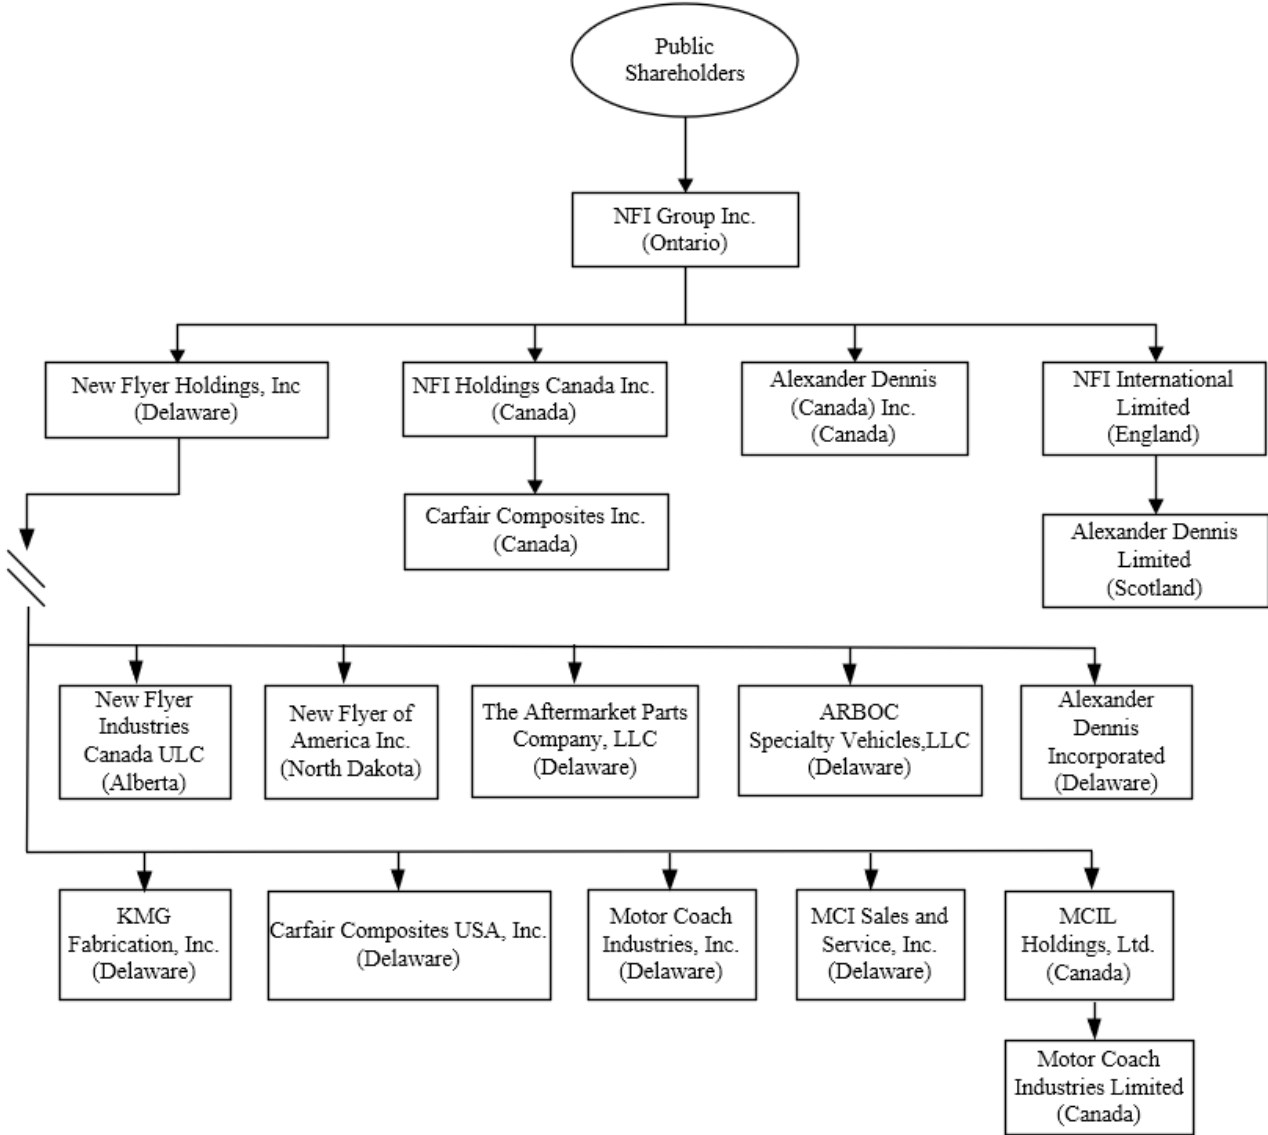 Public
Shareholders
NFI Group Inc.
(Ontario)
New Flyer Holdings, Inc
(Delaware)
NFI Holdings Canada Inc.
(Canada)
Alexander Dennis
(Canada) Inc.
(Canada)
NFI International
Limited
(England)
Carfair Composites Inc.
(Canada)
Alexander Dennis
Limited
(Scotland)
New Flyer
Industries
Canada ULC
(Alberta)
New Flyer of
America Inc.
(North Dakota)
The Aftermarket Parts
Company, LLC
(Delaware)
ARBOC
Specialty Vehicles,LLC
(Delaware)
Alexander
Dennis
Incorporated
(Delaware)
KMG
Fabrication, Inc.
(Delaware)
Carfair Composites USA, Inc.
(Delaware)
Motor Coach
Industries, Inc.
(Delaware)
MCI Sales and
Service, Inc.
(Delaware)
MCIL
Holdings, Ltd.
(Canada)
Motor Coach
Industries Limited
(Canada)